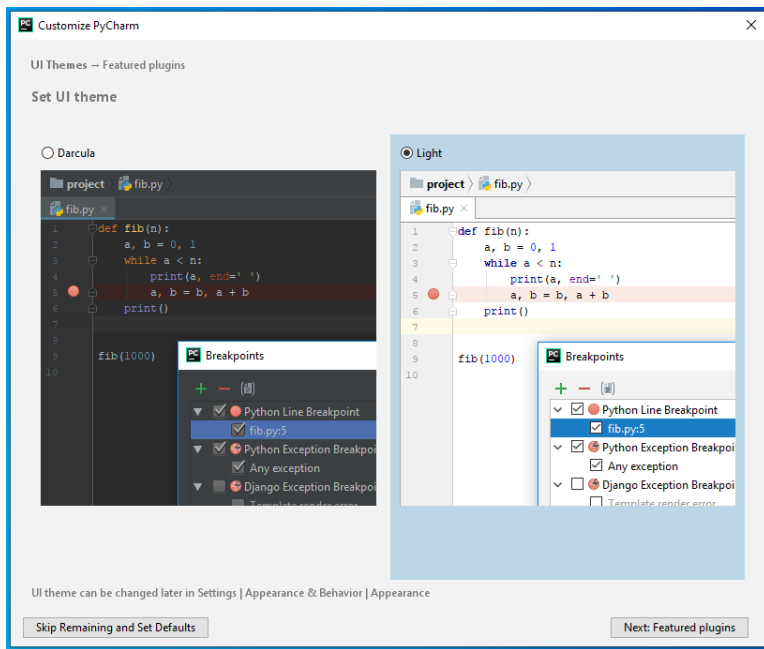 Customize PyCharm
UI Themes → Featured plugins
Set UI theme
Darcula
project fib.py
fib.py
1 def fib(n):
2 a, b = 0, 1
3 while a < n:
4 print(a, end=' ')
5 a, b = b, a + b
6 print()
7
8
9 fib(1000)
10
Breakpoints
Python Line Breakpoint
fib.py:5
Python Exception Breakpoi
Any exception
Django Exception Breakpoi
Template render error
Light
project fib.py
fib.py
1 def fib(n):
2 a, b = 0, 1
3 while a < n:
4 print(a, end=' ')
5 a, b = b, a + b
6 print()
7
8
9 fib(1000)
10
Breakpoints
Python Line Breakpoint
fib.py:5
Python Exception Breakpoi
Any exception
Django Exception Breakpoi
Template render error
UI theme can be changed later in Settings | Appearance & Behavior | Appearance
Skip Remaining and Set Defaults
Next: Featured plugins